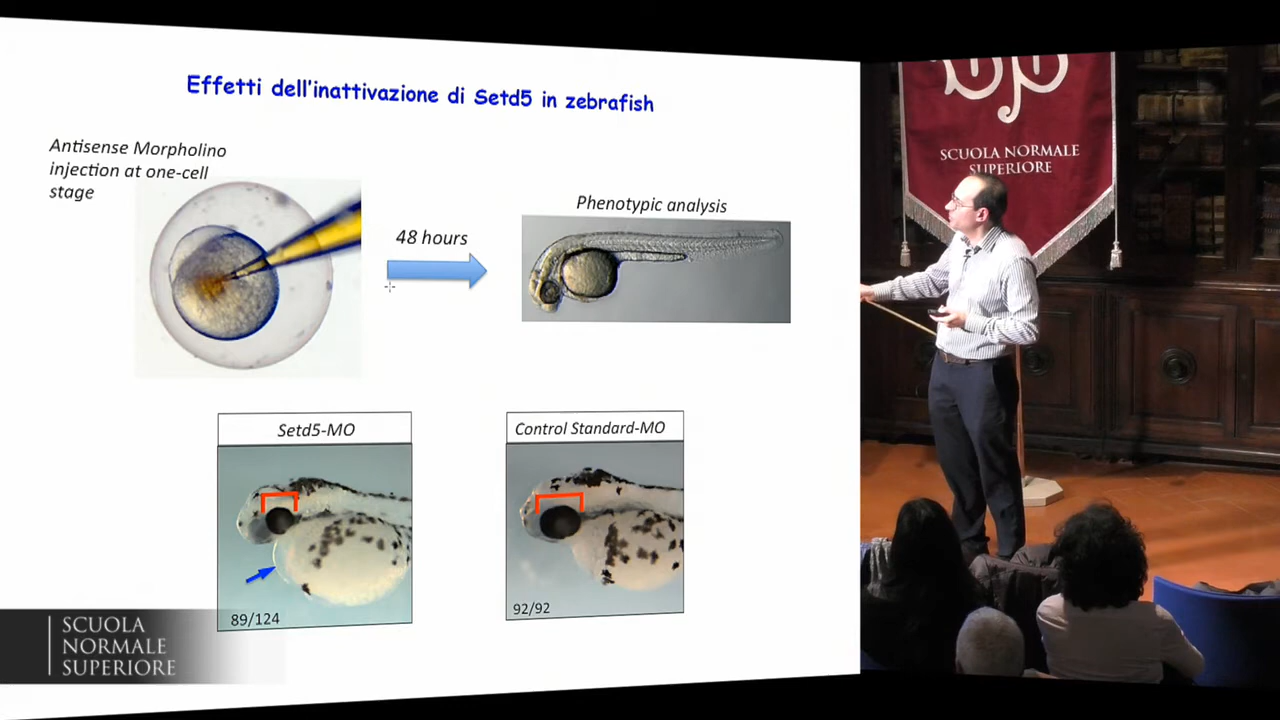 Effetti dell'inattivazione di Setd5 in zebrafish
Antisense Morpholino
injection at one-cell
stage
48 hours
Phenotypic analysis
Setd5-MO
Control Standard-MO
89/124
92/92
SCUOLA
NORMALE
SUPERIORE
SCUOLA NORMALE
SUPERIORE